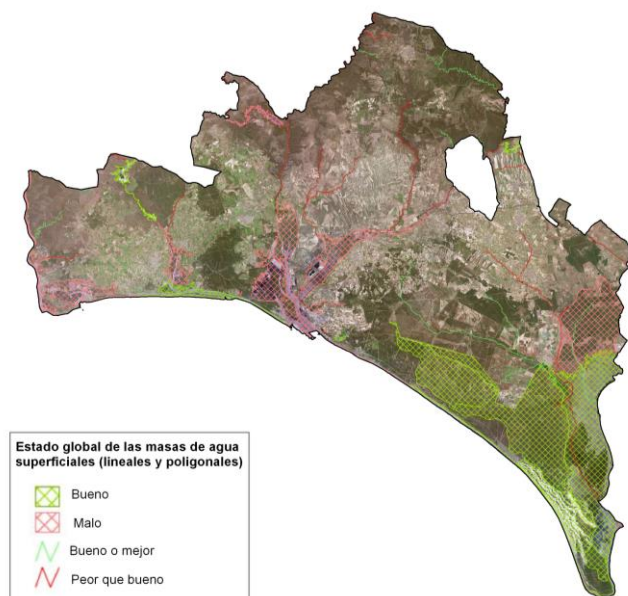 Estado global de las masas de agua
superficiales (lineales y poligonales)
Bueno
Malo
Bueno o mejor
Peor que bueno